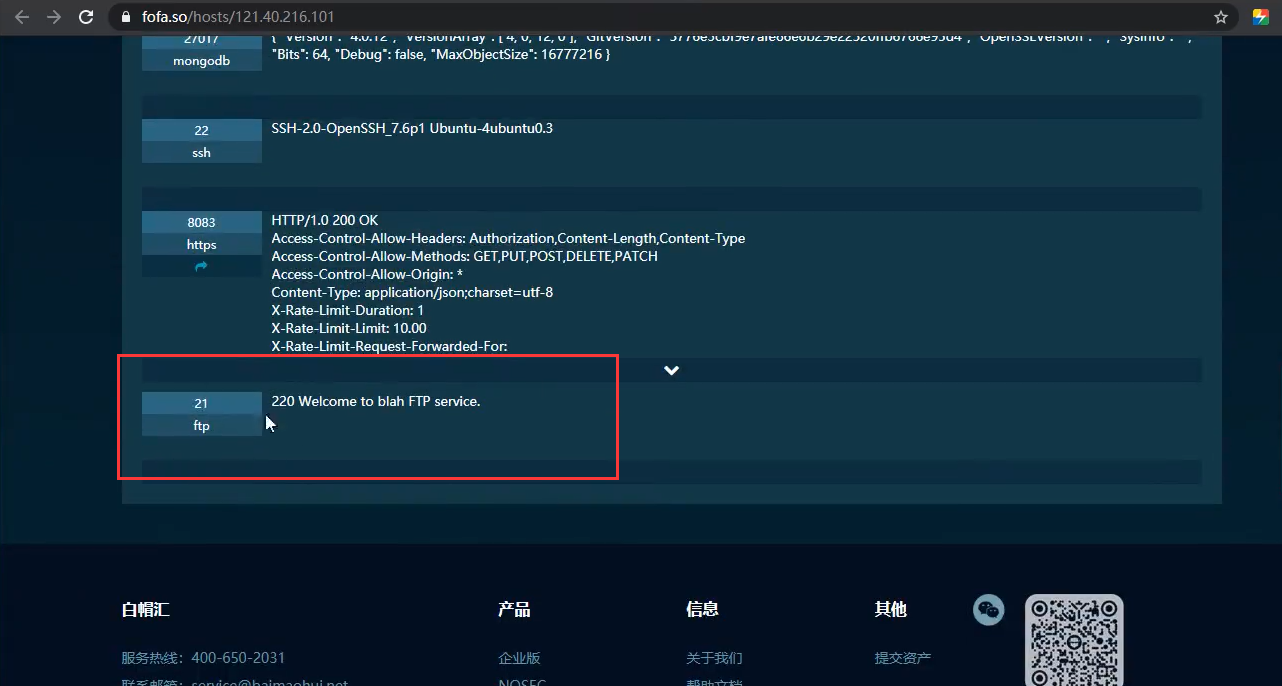 fofa.so/hosts/121.40.216.101
27017
{ "Version": "4.0.12", "VersionArray": [ 4, 0, 12, 0 ], "GitVersion": "5776e3cbf9e7afe86e6b29e22520ffb6766e95d4", "OpenSSLVersion": "", "SysInfo": "",
mongodb
"Bits": 64, "Debug": false, "MaxObjectSize": 16777216 }
22
SSH-2.0-OpenSSH_7.6p1 Ubuntu-4ubuntu0.3
ssh
8083
HTTP/1.0 200 OK
https
Access-Control-Allow-Headers: Authorization,Content-Length,Content-Type
Access-Control-Allow-Methods: GET,PUT,POST,DELETE,PATCH
Access-Control-Allow-Origin: *
Content-Type: application/json;charset=utf-8
X-Rate-Limit-Duration: 1
X-Rate-Limit-Limit: 10.00
X-Rate-Limit-Request-Forwarded-For:
21
220 Welcome to blah FTP service.
ftp
白帽汇
产品
信息
其他
服务热线：400-650-2031
企业版
关于我们
提交资产
联系邮箱：service@baimaohui.net
NOSEC
帮助文档